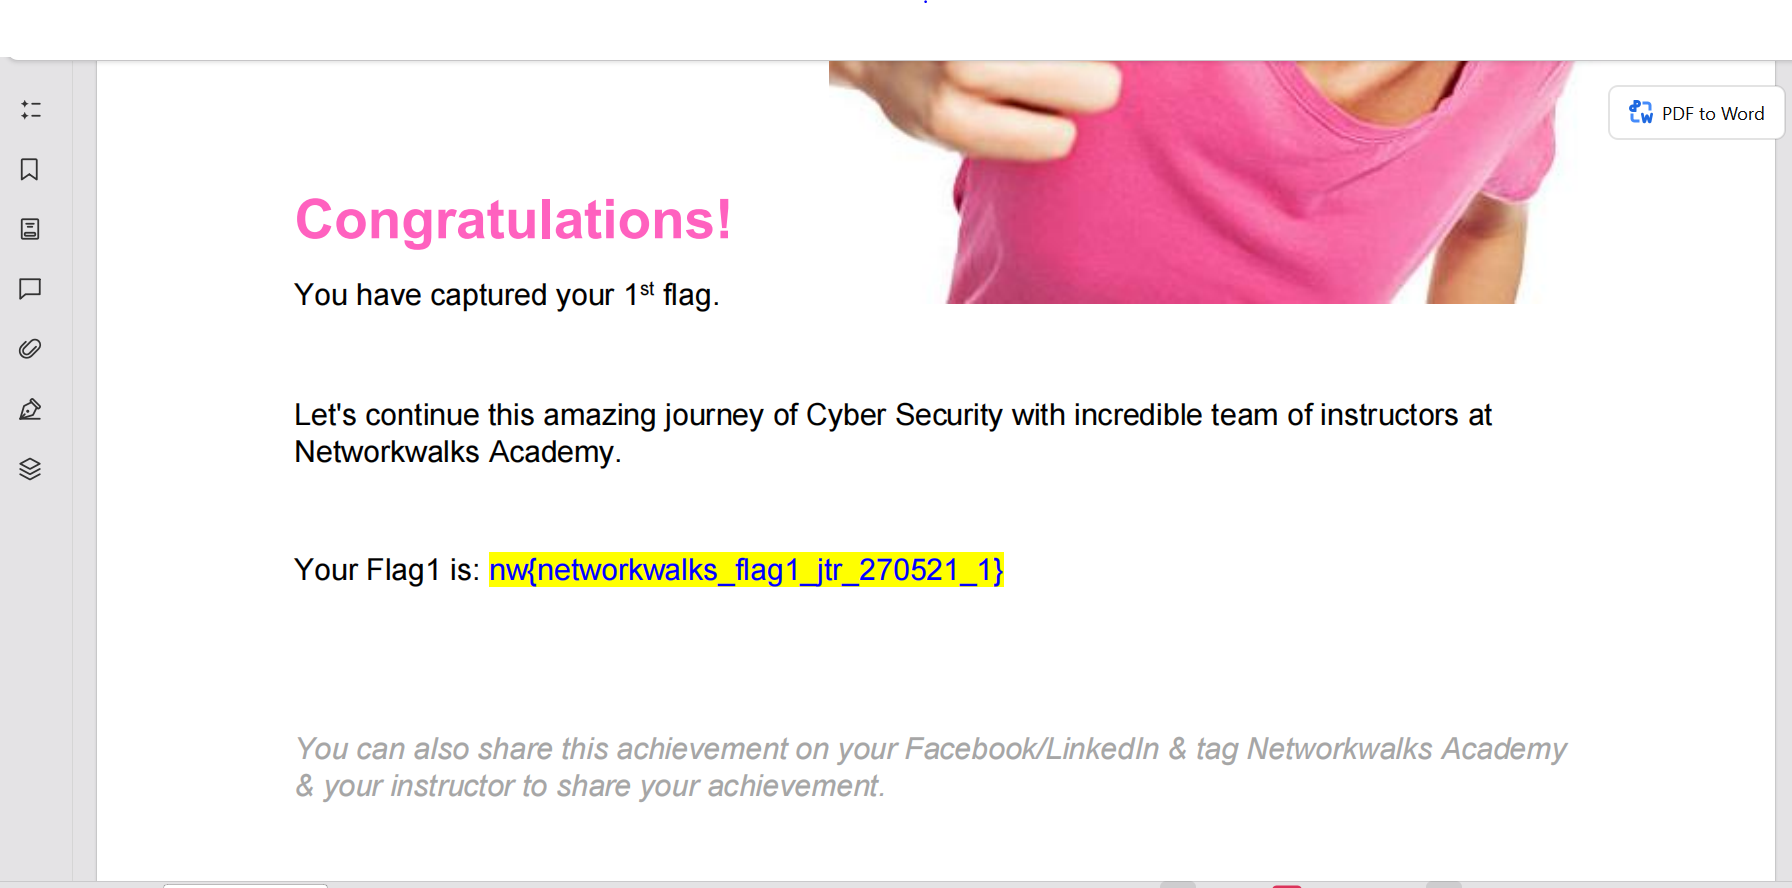 PDF to Word
Congratulations!
You have captured your 1st flag.
Let's continue this amazing journey of Cyber Security with incredible team of instructors at
Networkwalks Academy.
Your Flag1 is: nw{networkwalks_flag1_jtr_270521_1}
You can also share this achievement on your Facebook/LinkedIn & tag Networkwalks Academy
& your instructor to share your achievement.